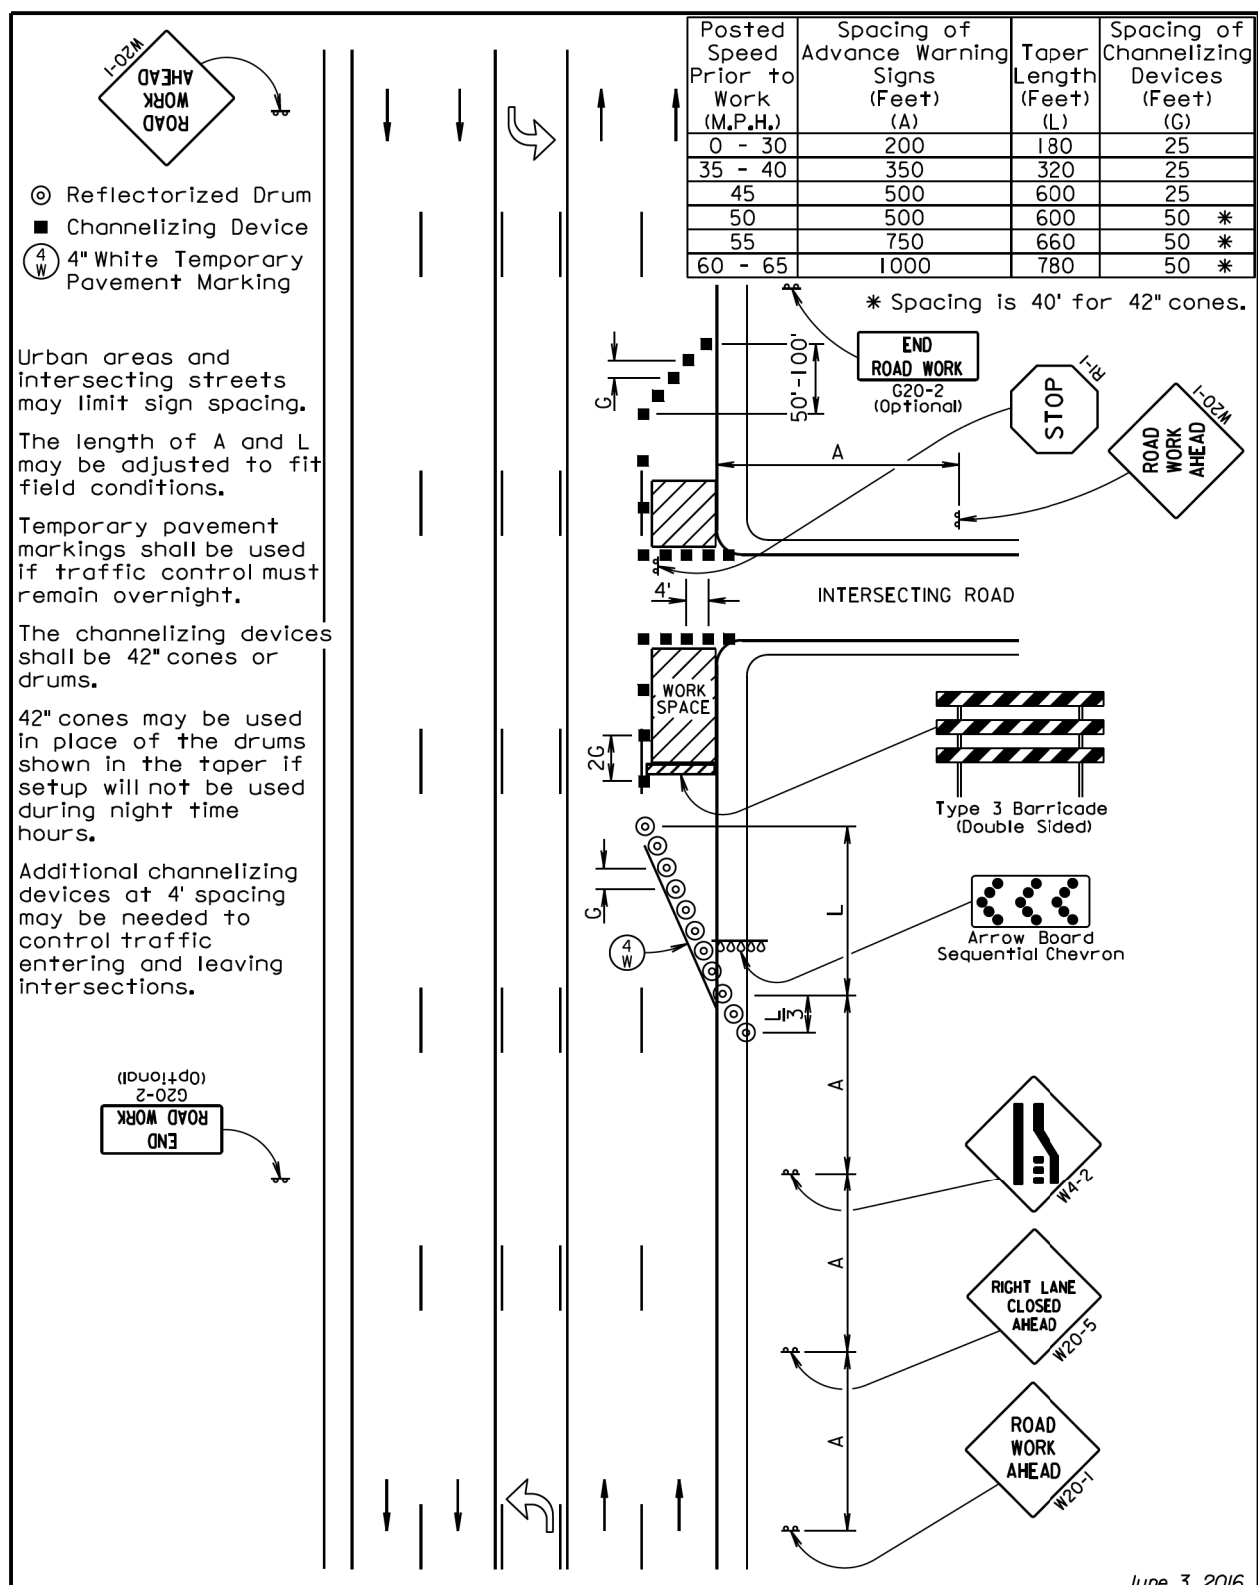 W20-1
ROAD
WORK
AHEAD
Reflectorized Drum
Channelizing Device
4
W
4" White Temporary
Pavement Marking
Posted
Speed
Prior to
Work
(M.P.H.)
Spacing of
Advance Warning
Signs
(Feet)
(A)
Taper
Length
(Feet)
(L)
Spacing of
Channelizing
Devices
(Feet)
(G)
0 - 30 200 180 25
35 - 40 350 320 25
45 500 600 25
50 500 600 50 *
55 750 660 50 *
60 - 65 1000 780 50 *
* Spacing is 40' for 42" cones.
Urban areas and
intersecting streets
may limit sign spacing.
The length of A and L
may be adjusted to fit
field conditions.
Temporary pavement
markings shall be used
if traffic control must
remain overnight.
The channelizing devices
shall be 42" cones or
drums.
42" cones may be used
in place of the drums
shown in the taper if
setup will not be used
during night time
hours.
Additional channelizing
devices at 4' spacing
may be needed to
control traffic
entering and leaving
intersections.
(Optional)
G20-2
END
ROAD WORK
G
50'-100'
END
ROAD WORK
G20-2
(Optional)
STOP
R1-1
ROAD
WORK
AHEAD
W20-1
A
4'
INTERSECTING ROAD
WORK
SPACE
2G
Type 3 Barricade
(Double Sided)
G
4
W
L
Arrow Board
Sequential Chevron
L
3
A
W4-2
A
RIGHT LANE
CLOSED
AHEAD
W20-5
A
ROAD
WORK
AHEAD
W20-1
June 3, 2016